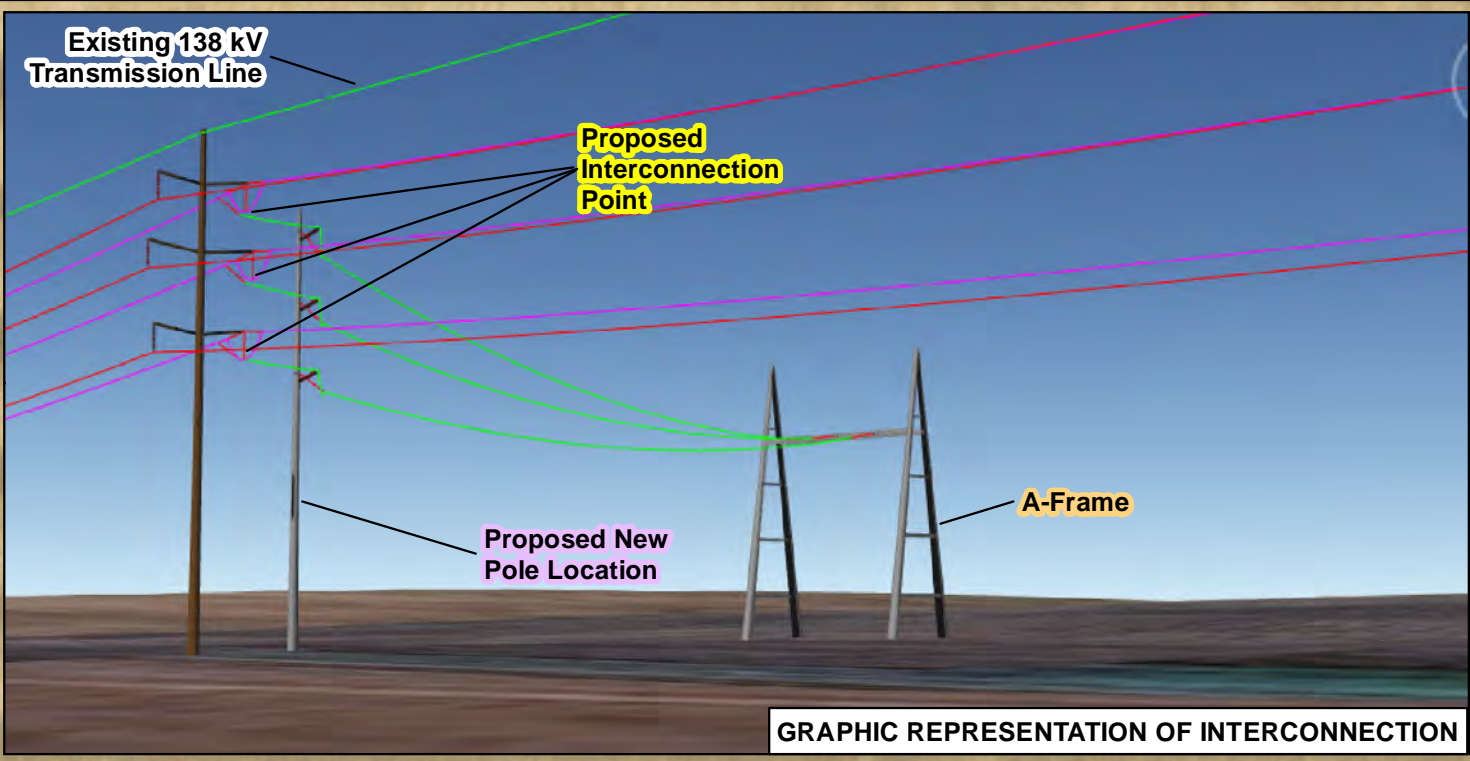 Existing 138 kV
Transmission Line
Proposed
Interconnection
Point
Proposed New
Pole Location
A-Frame
GRAPHIC REPRESENTATION OF INTERCONNECTION